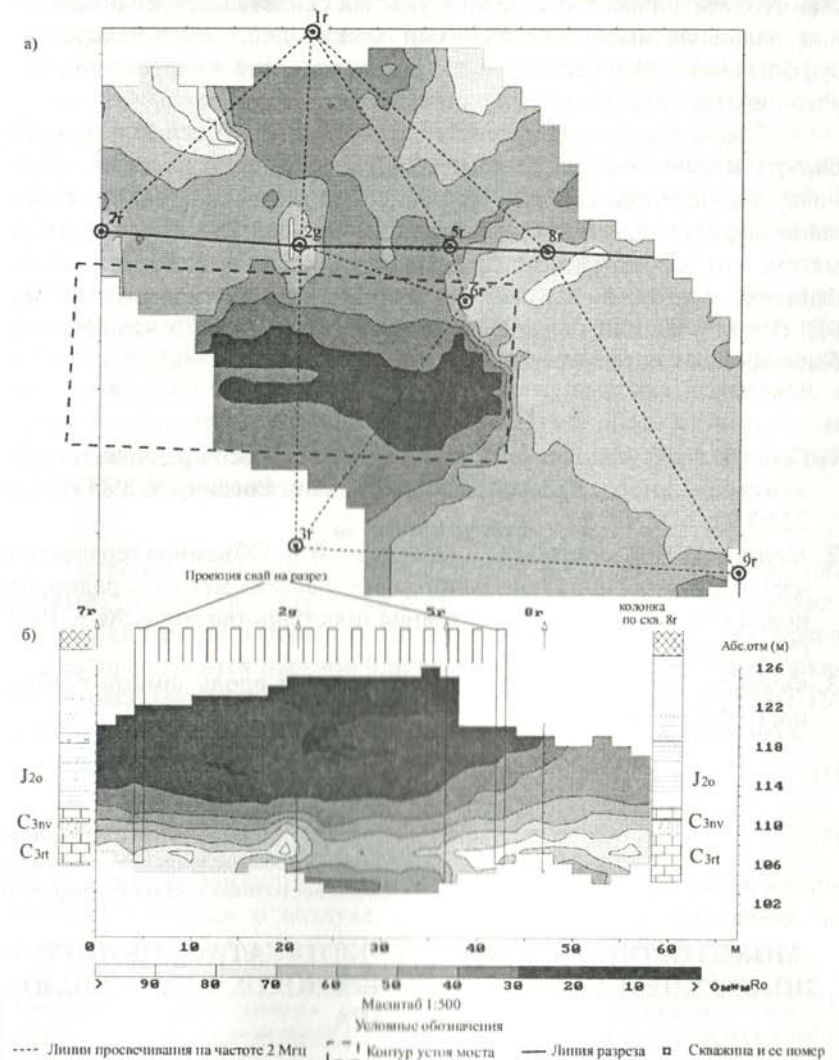 а)
1г
7г
2g
5г
8г
6г
3г
9г
Проекция свай на разрез
7г 2g 5г 8г
колонка
по скв. 8г
б)
Абс.отм (м)
126
122
118
J2o J2o 114
C3nv C3nv 110
C3rt C3rt 106
102
0 10 20 30 40 50 60 м
> 90 80 70 60 50 40 30 20 10 > Ом*м Ro
Масштаб 1:500
Условные обозначения
Линии просвечивания на частоте 2 Мгц Контур устоя моста Линия разреза Скважина и ее номер